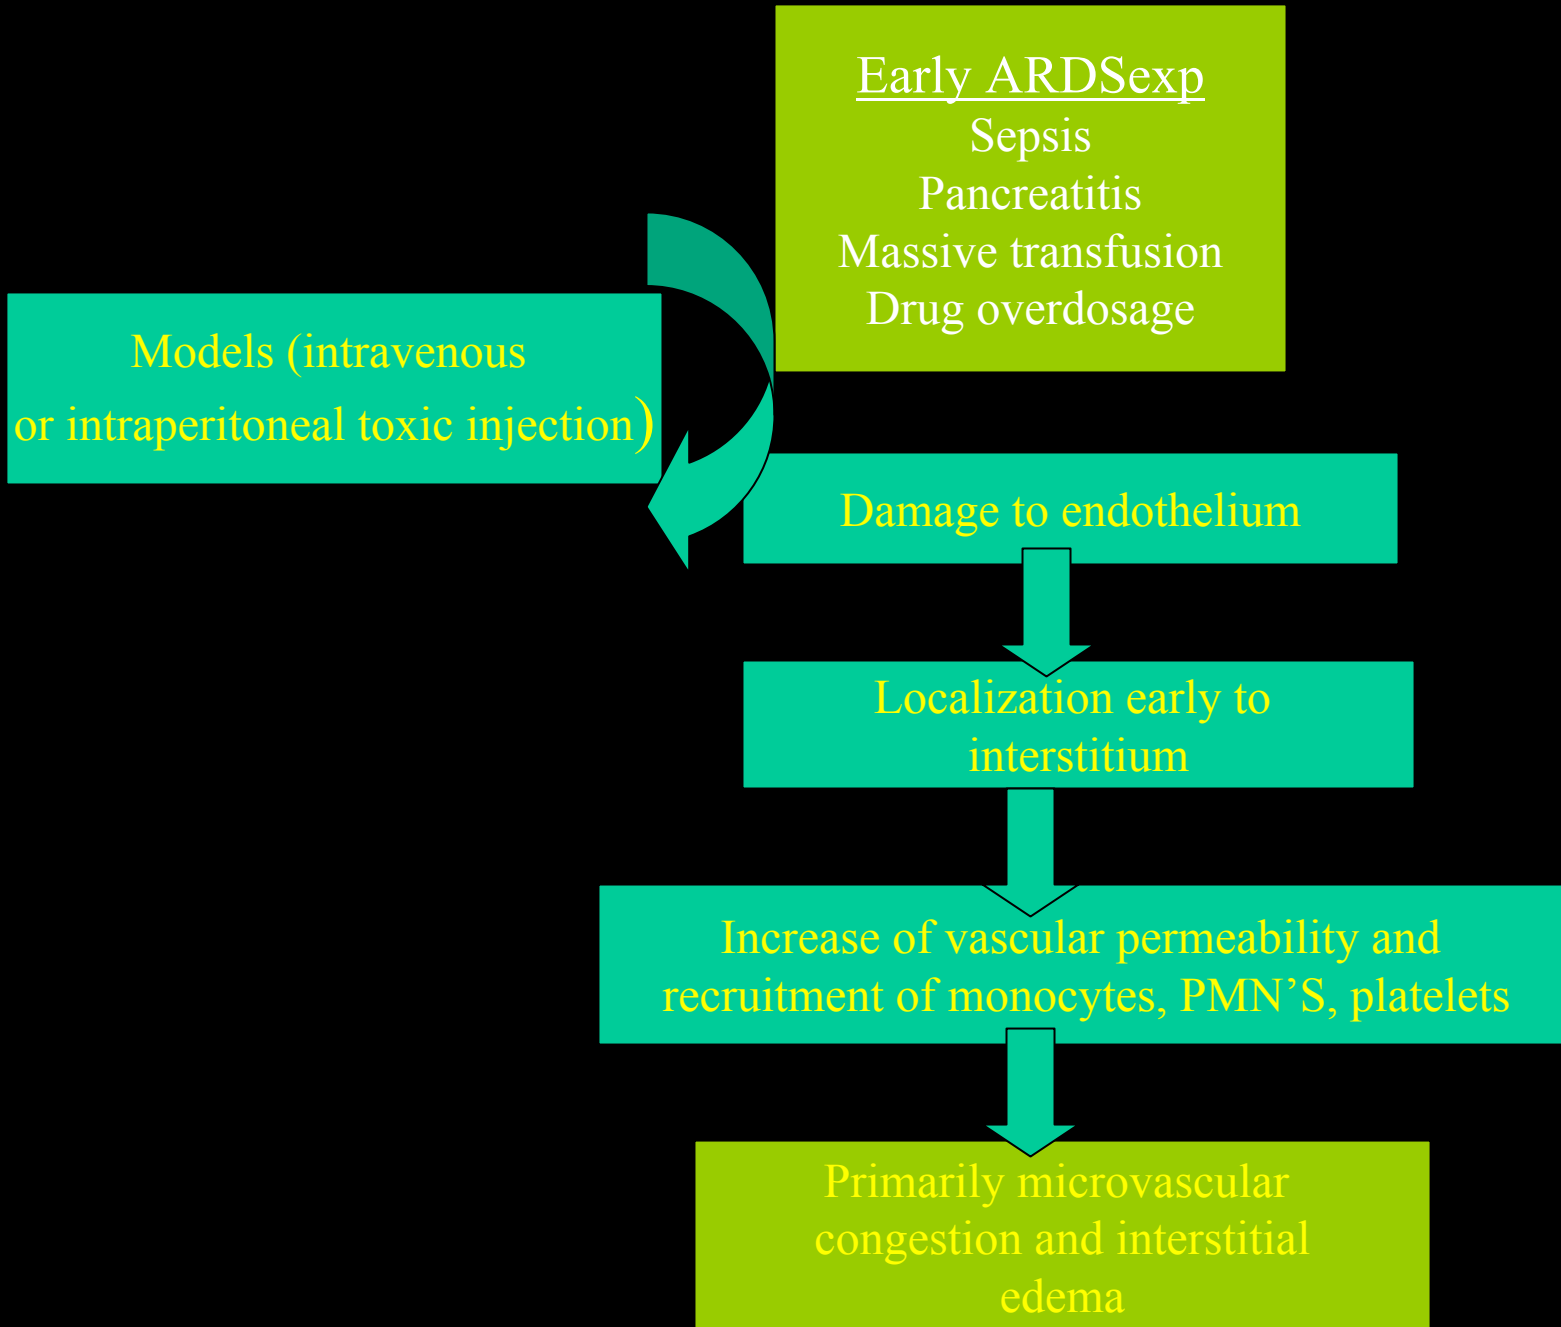 Early ARDSexp
Sepsis
Pancreatitis
Massive transfusion
Drug overdosage
Models (intravenous
or intraperitoneal toxic injection)
Damage to endothelium
Localization early to
interstitium
Increase of vascular permeability and
recruitment of monocytes, PMN’S, platelets
Primarily microvascular
congestion and interstitial
edema